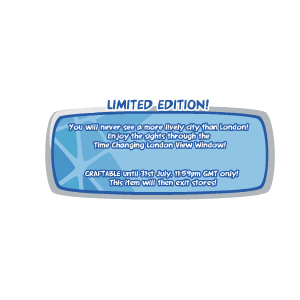 LIMITED EDITION!
You will never see a more lively city than London!
Enjoy the sights through the
Time Changing London View Window!
CRAFTABLE until 31st July, 11:59pm GMT only!
This item will then exit stores!